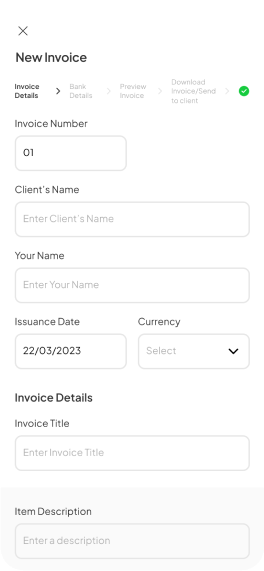 New Invoice
Invoice Details
Bank Details
Preview Invoice
Download Invoice/Send to client
Invoice Number
01
Client's Name
Enter Client's Name
Your Name
Enter Your Name
Issuance Date
Currency
22/03/2023
Select
Invoice Details
Invoice Title
Enter Invoice Title
Item Description
Enter a description